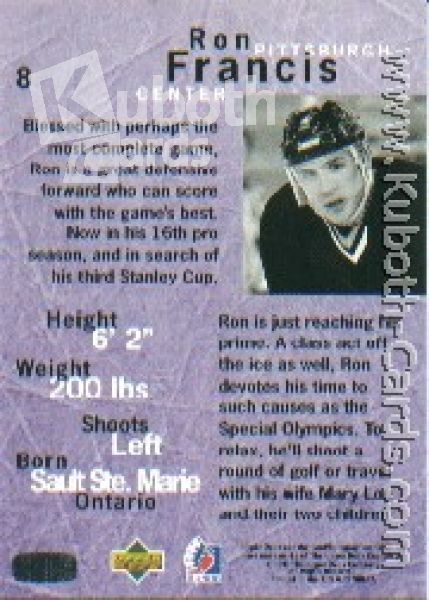 Ron
PITTSBURGH
8
Francis
CENTER
Blessed with perhaps the
most complete game,
Ron is a great defensive
forward who can score
with the game's best.
Now in his 16th pro
season, and in search of
his third Stanley Cup.
Height
6' 2"
Weight
200 lbs
Shoots
Left
Born
Sault Ste. Marie
Ontario
Ron is just reaching his
prime. A class act off
the ice as well, Ron
devotes his time to
such causes as the
Special Olympics. To
relax, he'll shoot a
round of golf or travel
with his wife Mary Lou
and their two children.
Kuboth
Cards
www.Kuboth-Cards.com